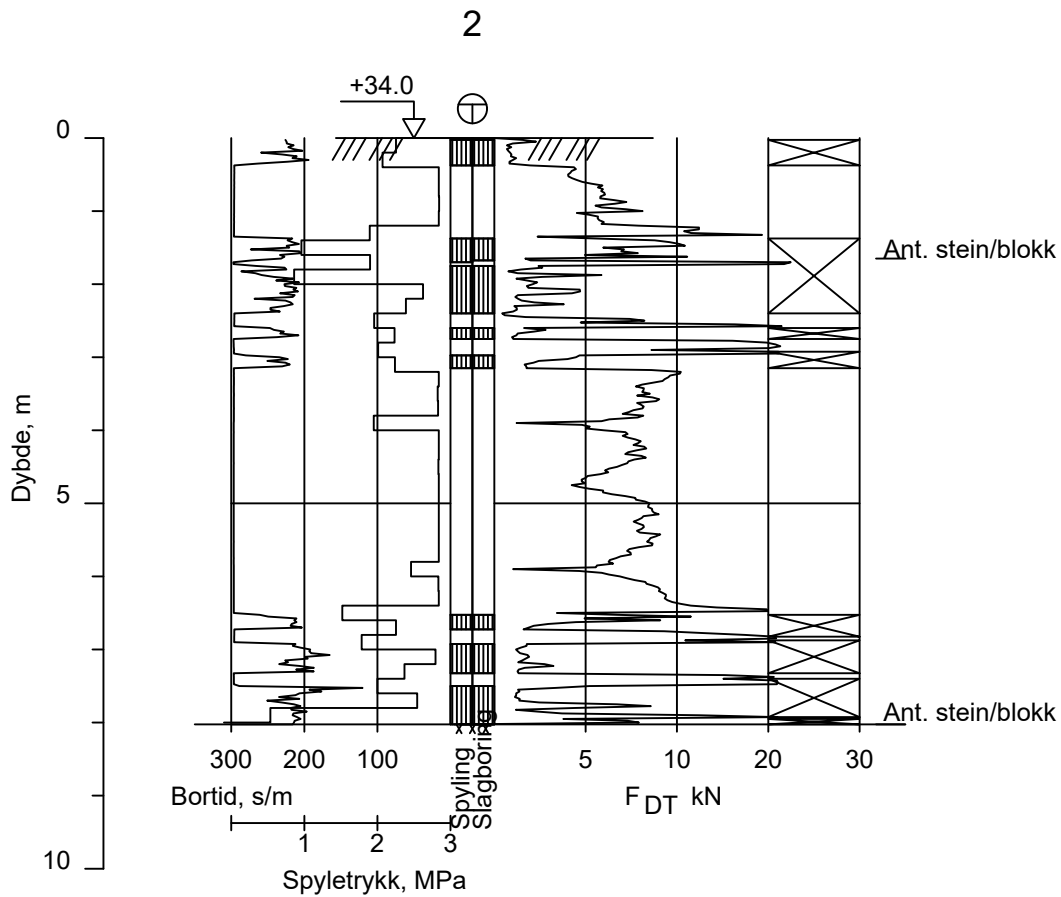 2
+34.0
0
Ant. stein/blokk
Dybde, m
5
Ant. stein/blokk
300 200 100 Spyling Slagboring 5 10 20 30
Bortid, s/m
F DT kN
1 2 3
10
Spyletrykk, MPa